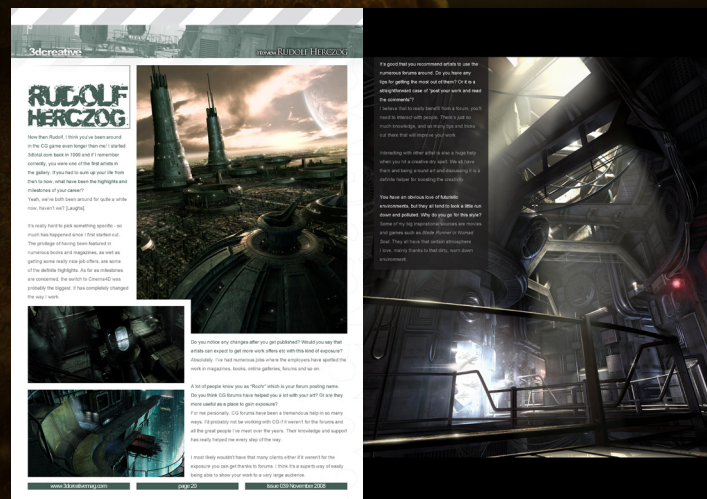 3dcreative
INTERVIEW RUDOLF HERCZOG
RUDOLF
HERCZOG
Now then Rudolf, I think you've been around
in the CG game even longer than me! I started
3dtotal.com back in 1999 and if I remember
correctly, you were one of the first artists in
the gallery. If you had to sum up your life from
then to now, what have been the highlights and
milestones of your career?
Yeah, we've both been around for quite a while
now, haven't we? [Laughs].
It's really hard to pick something specific - so
much has happened since I first started out.
The privilege of having been featured in
numerous books and magazines, as well as
getting some really nice job offers, are some
of the definite highlights. As far as milestones
are concerned, the switch to Cinema4D was
probably the biggest. It has completely changed
the way I work.
Do you notice any changes after you get published? Would you say that
artists can expect to get more work offers etc with this kind of exposure?
Absolutely. I've had numerous jobs where the employers have spotted the
work in magazines, books, online galleries, forums and so on.
A lot of people know you as "Rochr" which is your forum posting name.
Do you think CG forums have helped you a lot with your art? Or are they
more useful as a place to gain exposure?
For me personally, CG forums have been a tremendous help in so many
ways. I'd probably not be working with CG if it weren't for the forums and
all the great people I've meet over the years. Their knowledge and support
has really helped me every step of the way.
I most likely wouldn't have that many clients either if it weren't for the
exposure you can get thanks to forums. I think it's a superb way of easily
being able to show your work to a very large audience.
www.3dcreativemag.com
page 20
Issue 039 November 2008
It's good that you recommend artists to use the
numerous forums around. Do you have any
tips for getting the most out of them? Or is it a
straightforward case of "post your work and read
the comments"?
I believe that to really benefit from a forum, you'll
need to interact with people. There's just so
much knowledge, and so many tips and tricks
out there that will improve your work.
Interacting with other artist is also a huge help
when you hit a creative dry spell. We all have
them and being around art and discussing it is a
definite helper for boosting the creativity.
You have an obvious love of futuristic
environments, but they all tend to look a little run
down and polluted. Why do you go for this style?
Some of my big inspirational sources are movies
and games such as Blade Runner or Nomad
Soul. They all have that certain atmosphere
I love, mainly thanks to that dirty, worn down
environment.